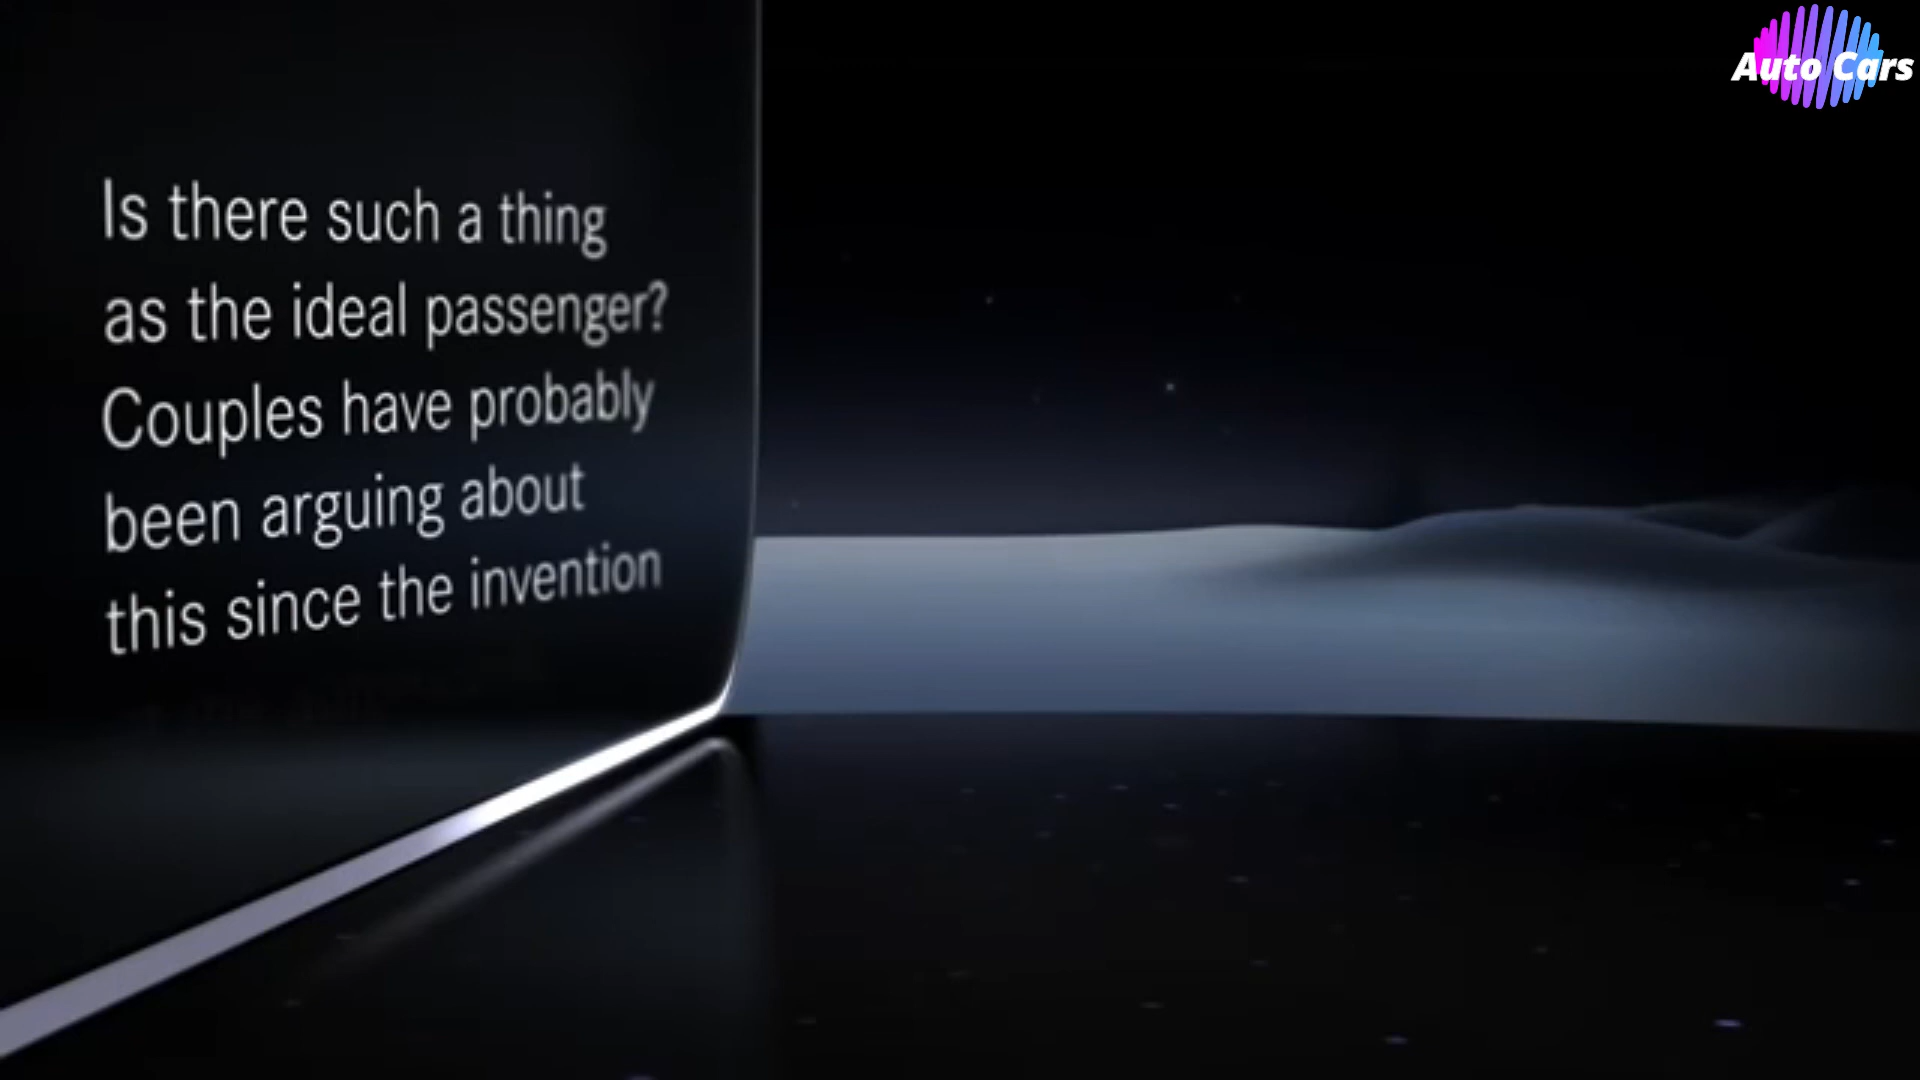 Auto Cars
Is there such a thing
as the ideal passenger?
Couples have probably
been arguing about
this since the invention